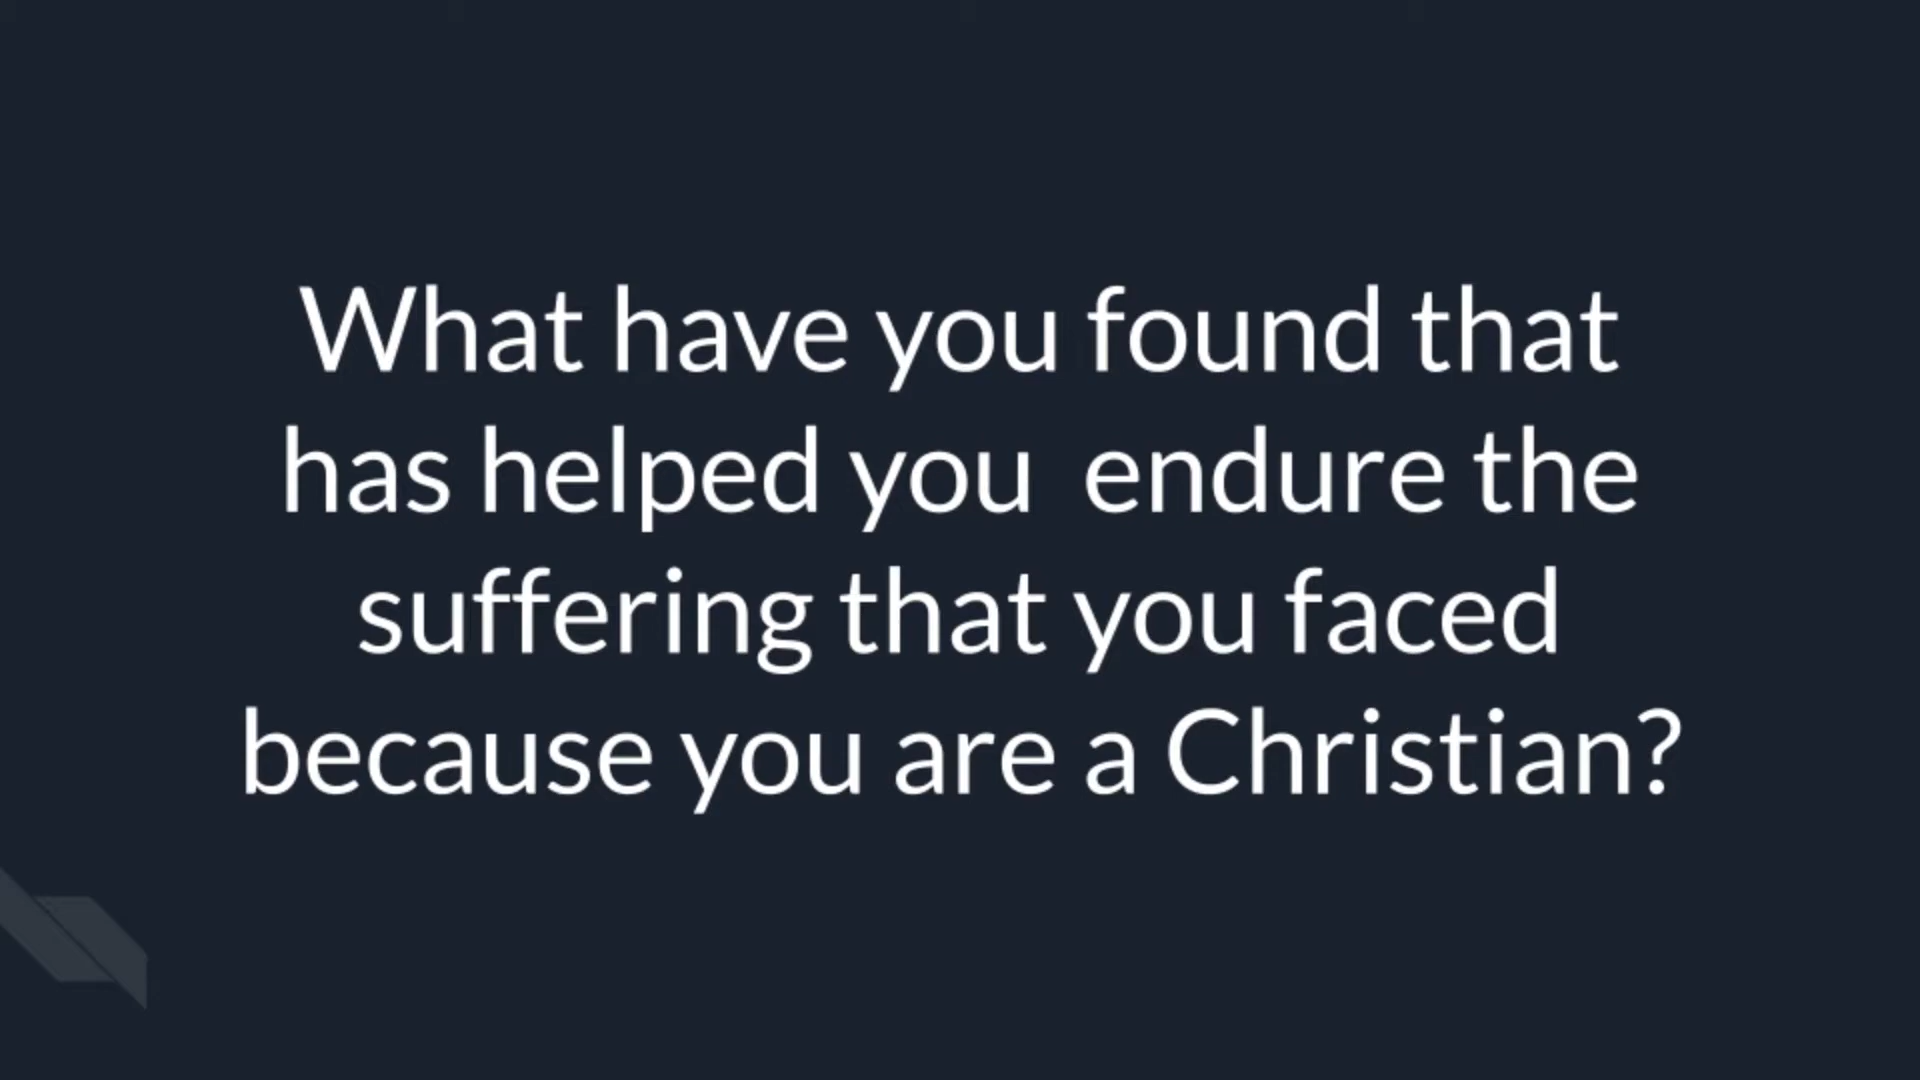 What have you found that
has helped you  endure the
suffering that you faced
because you are a Christian?